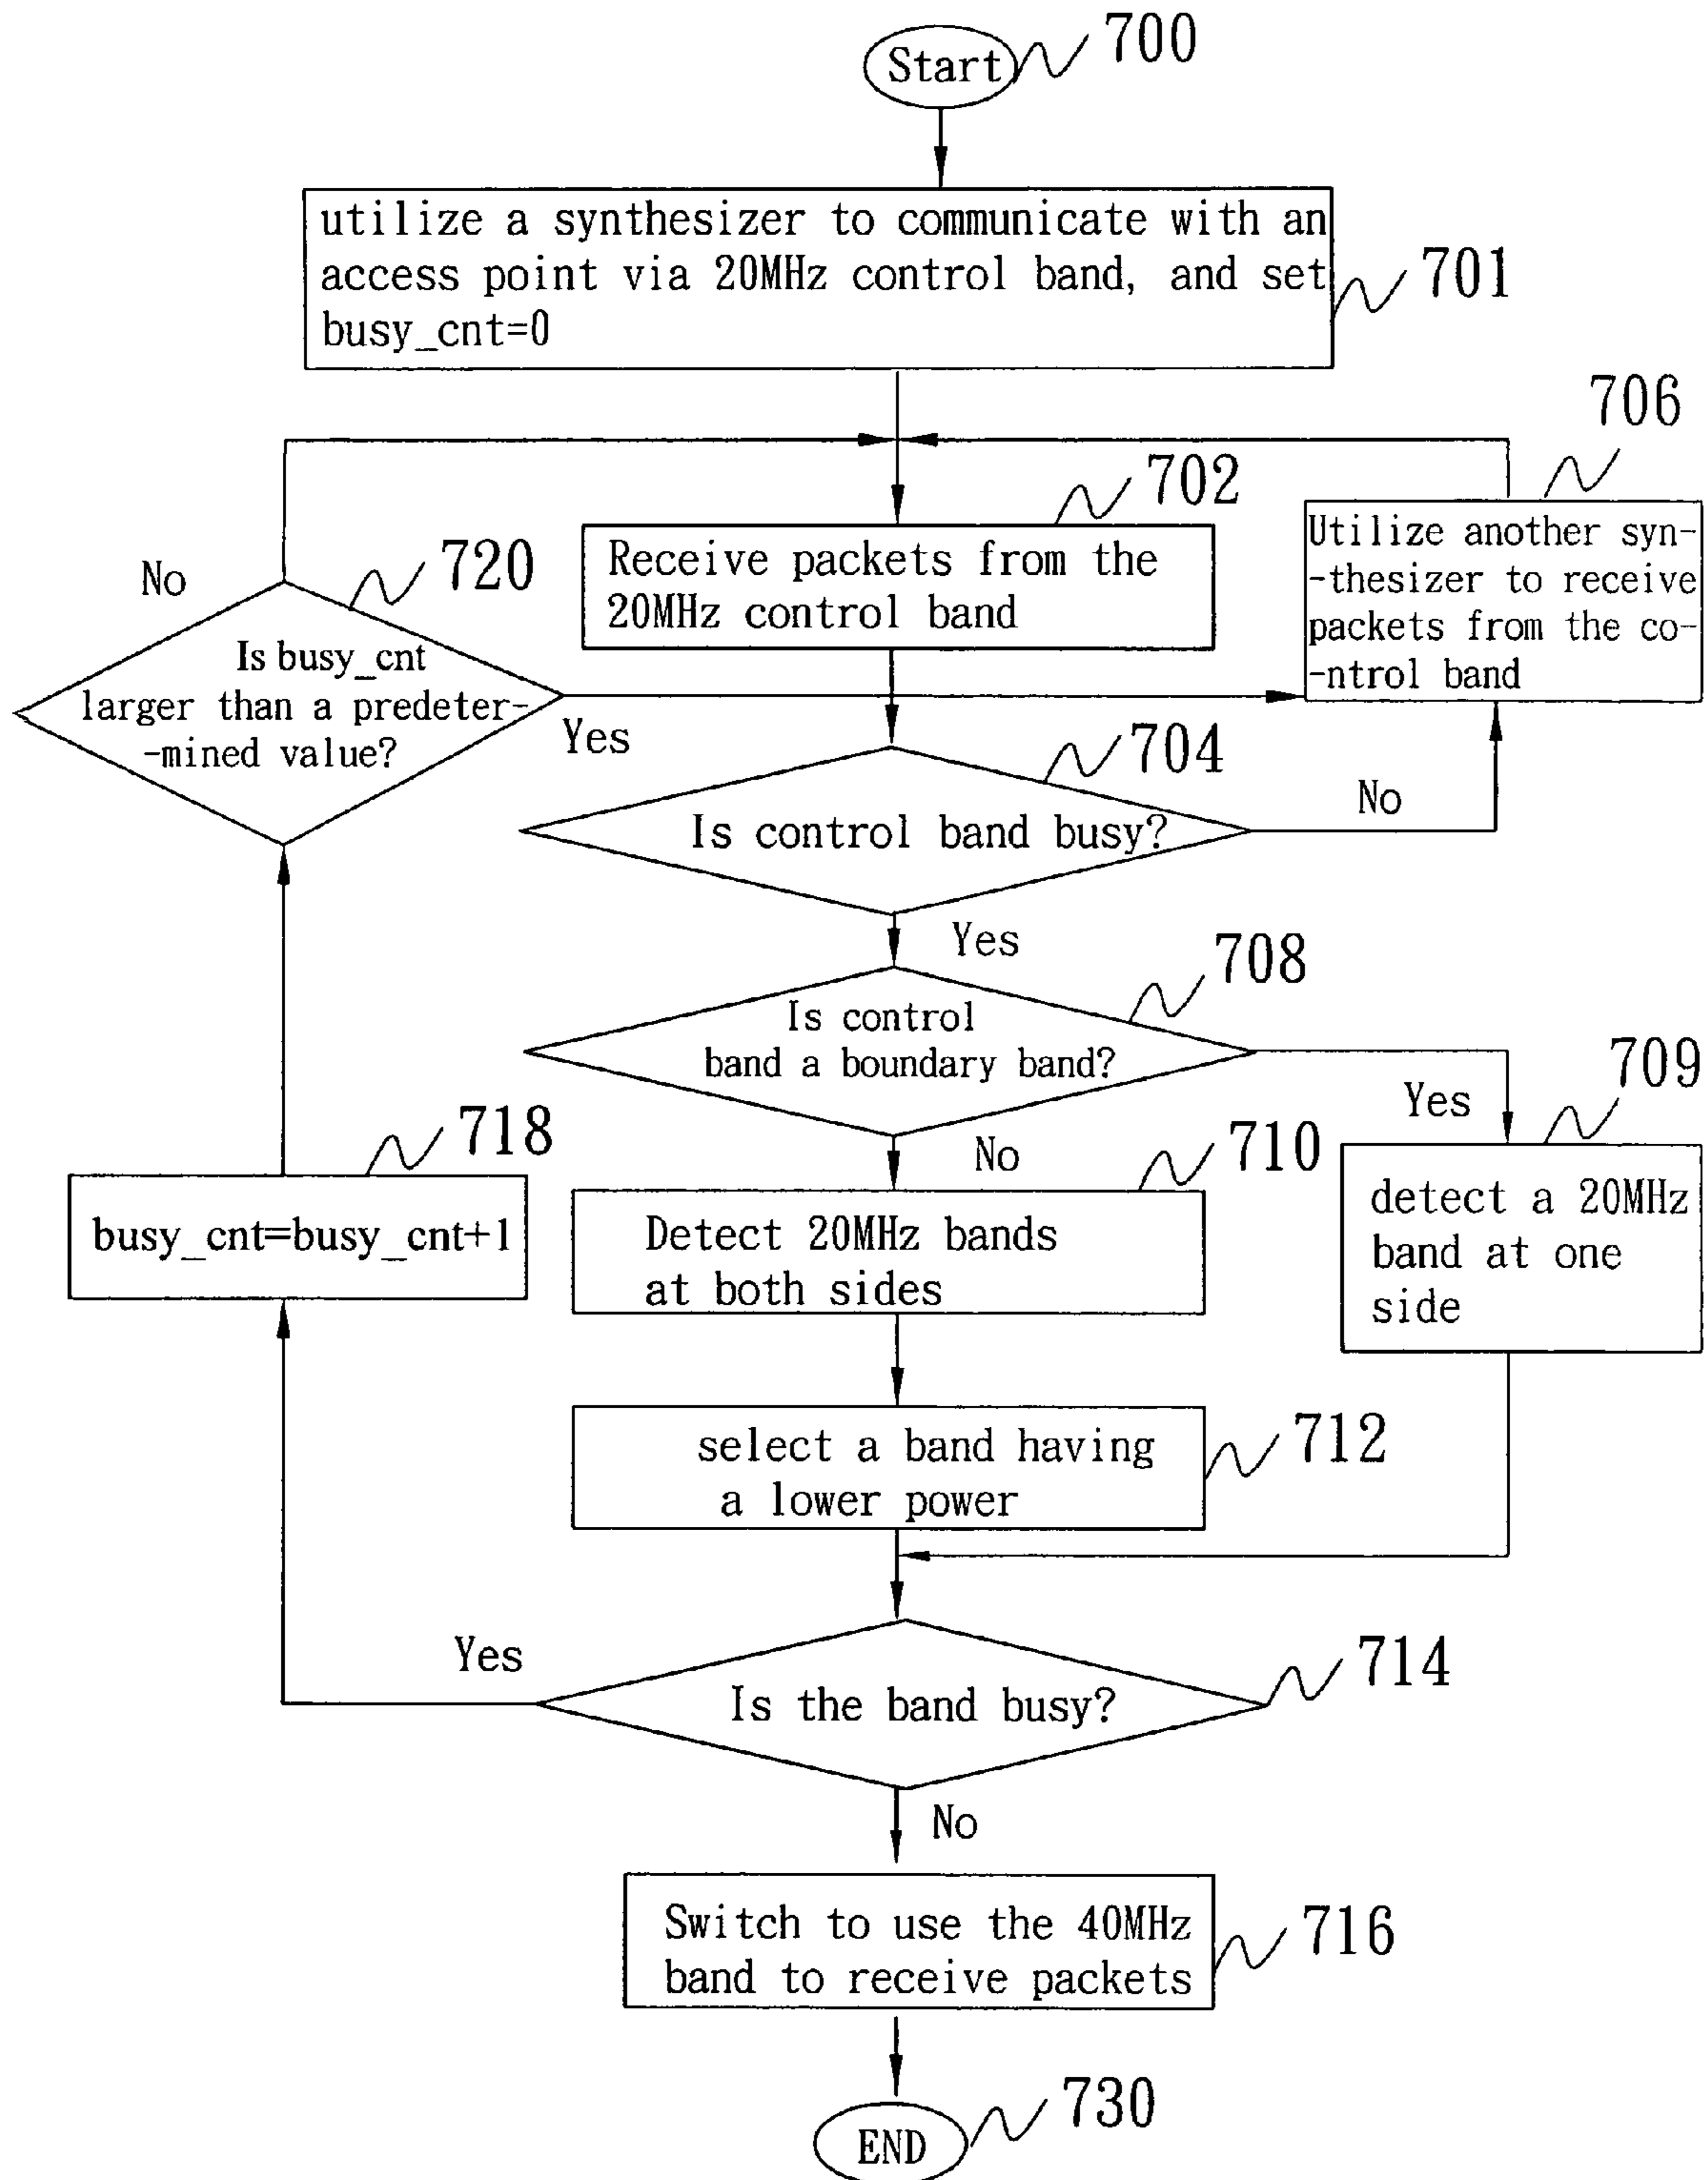 Start
700
utilize a synthesizer to communicate with an
access point via 20MHz control band, and set
busy_cnt=0
701
706
702
Receive packets from the
20MHz control band
Utilize another syn-
-thesizer to receive
packets from the co-
-ntrol band
No
720
Is busy_cnt
larger than a predeter-
-mined value?
Yes
704
Is control band busy?
No
Yes
708
Is control
band a boundary band?
Yes
709
No
710
718
busy_cnt=busy_cnt+1
Detect 20MHz bands
at both sides
detect a 20MHz
band at one
side
select a band having
a lower power
712
Yes
714
Is the band busy?
No
Switch to use the 40MHz
band to receive packets
716
730
END